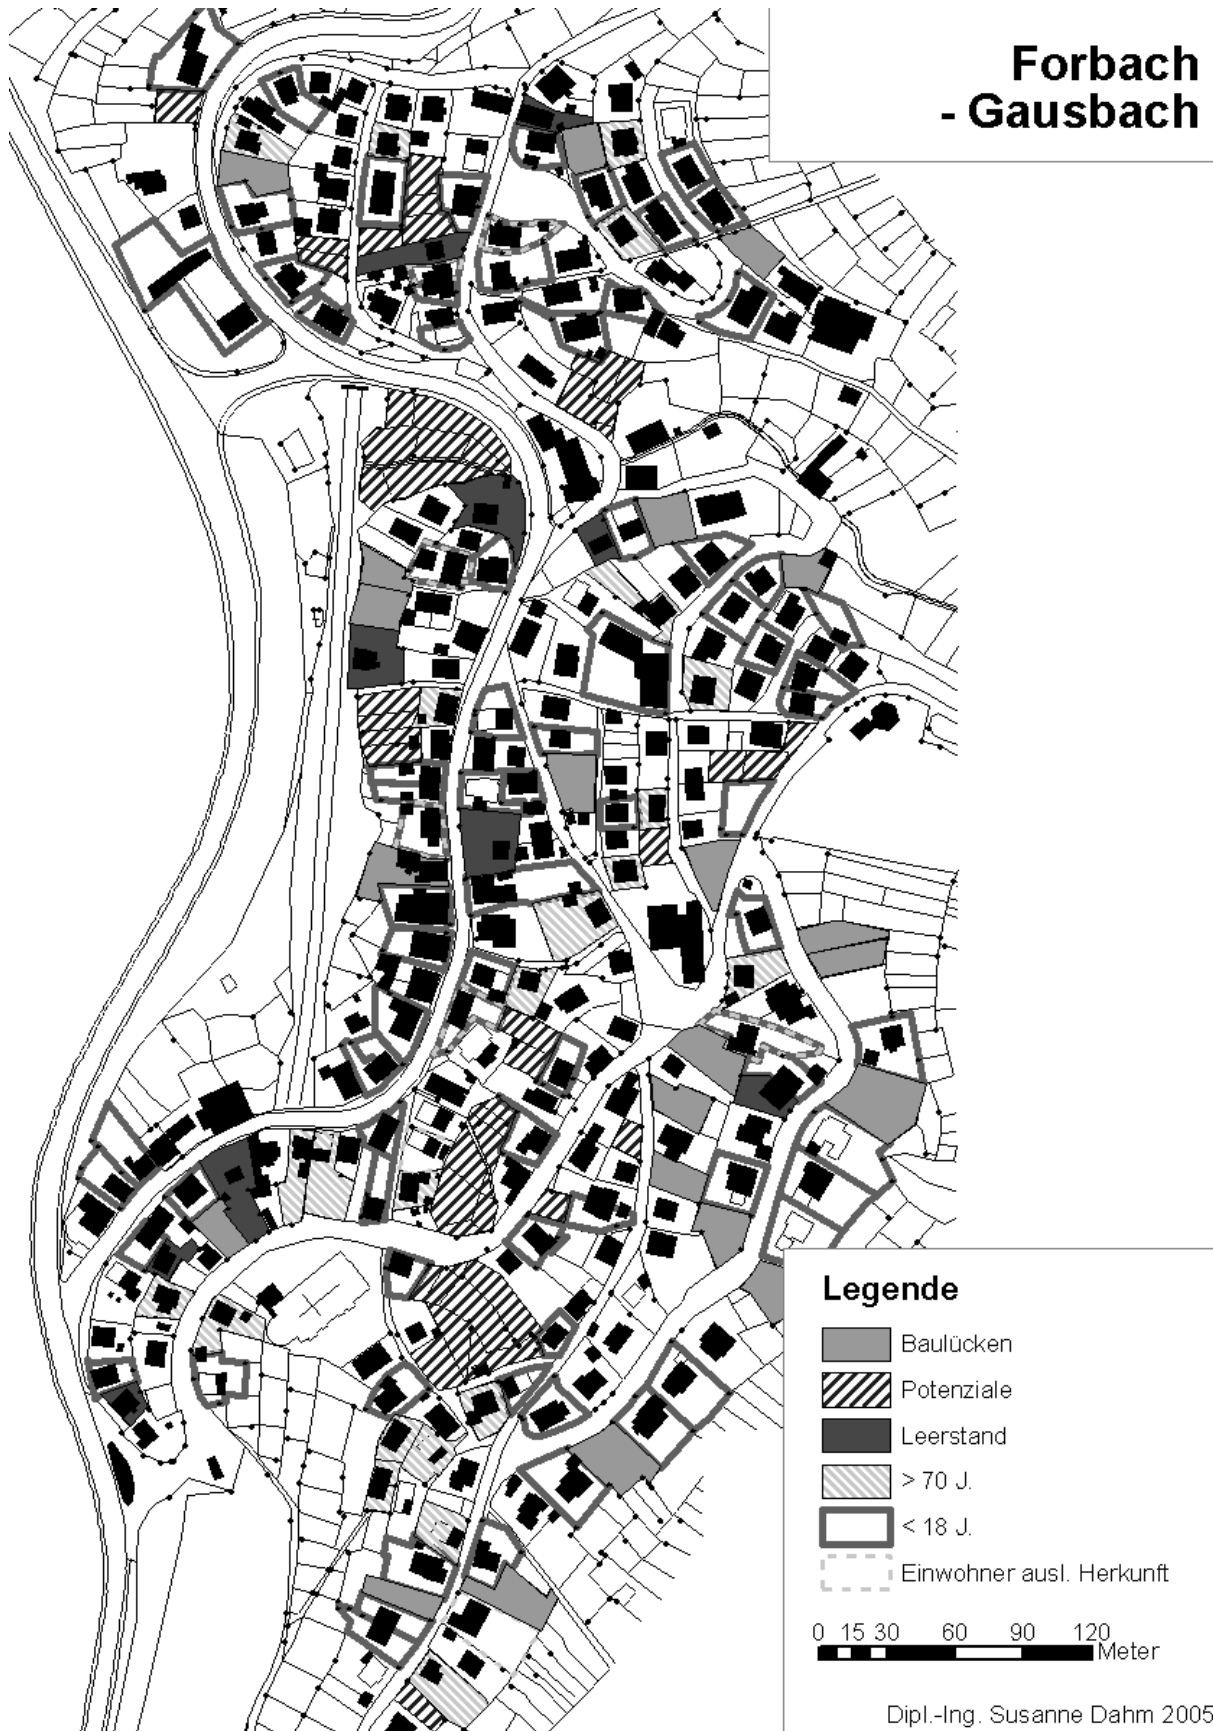 Forbach
- Gausbach
Legende
Baulücken
Potenziale
Leerstand
> 70 J.
< 18 J.
Einwohner ausl. Herkunft
0 15 30 60 90 120
Meter
Dipl.-Ing. Susanne Dahm 2005